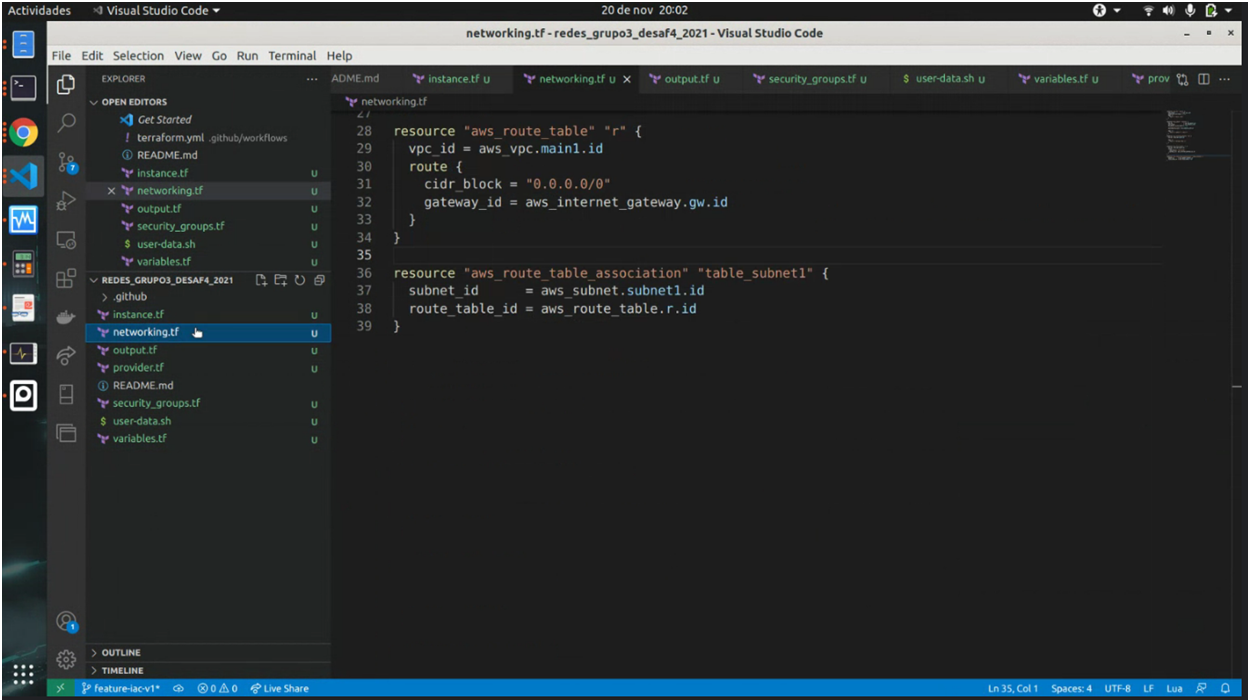 Actividades Visual Studio Code 20 de nov 20:02
networking.tf - redes_grupo3_desaf4_2021 - Visual Studio Code
File Edit Selection View Go Run Terminal Help
EXPLORER ···
ADME.md instance.tf U networking.tf U × output.tf U security_groups.tf U $ user-data.sh U variables.tf U prov ···
OPEN EDITORS
Get Started
! terraform.yml .github/workflows
README.md
instance.tf U
× networking.tf U
output.tf U
security_groups.tf U
$ user-data.sh U
variables.tf U
REDES_GRUPO3_DESAF4_2021
> .github
instance.tf U
networking.tf U
output.tf U
provider.tf U
README.md
security_groups.tf U
$ user-data.sh U
variables.tf U
OUTLINE
TIMELINE
7
1
networking.tf
27
28 resource "aws_route_table" "r" {
29 vpc_id = aws_vpc.main1.id
30 route {
31 cidr_block = "0.0.0.0/0"
32 gateway_id = aws_internet_gateway.gw.id
33 }
34 }
35
36 resource "aws_route_table_association" "table_subnet1" {
37 subnet_id = aws_subnet.subnet1.id
38 route_table_id = aws_route_table.r.id
39 }
feature-iac-v1* 0 0 Live Share Ln 35, Col 1 Spaces: 4 UTF-8 LF Lua